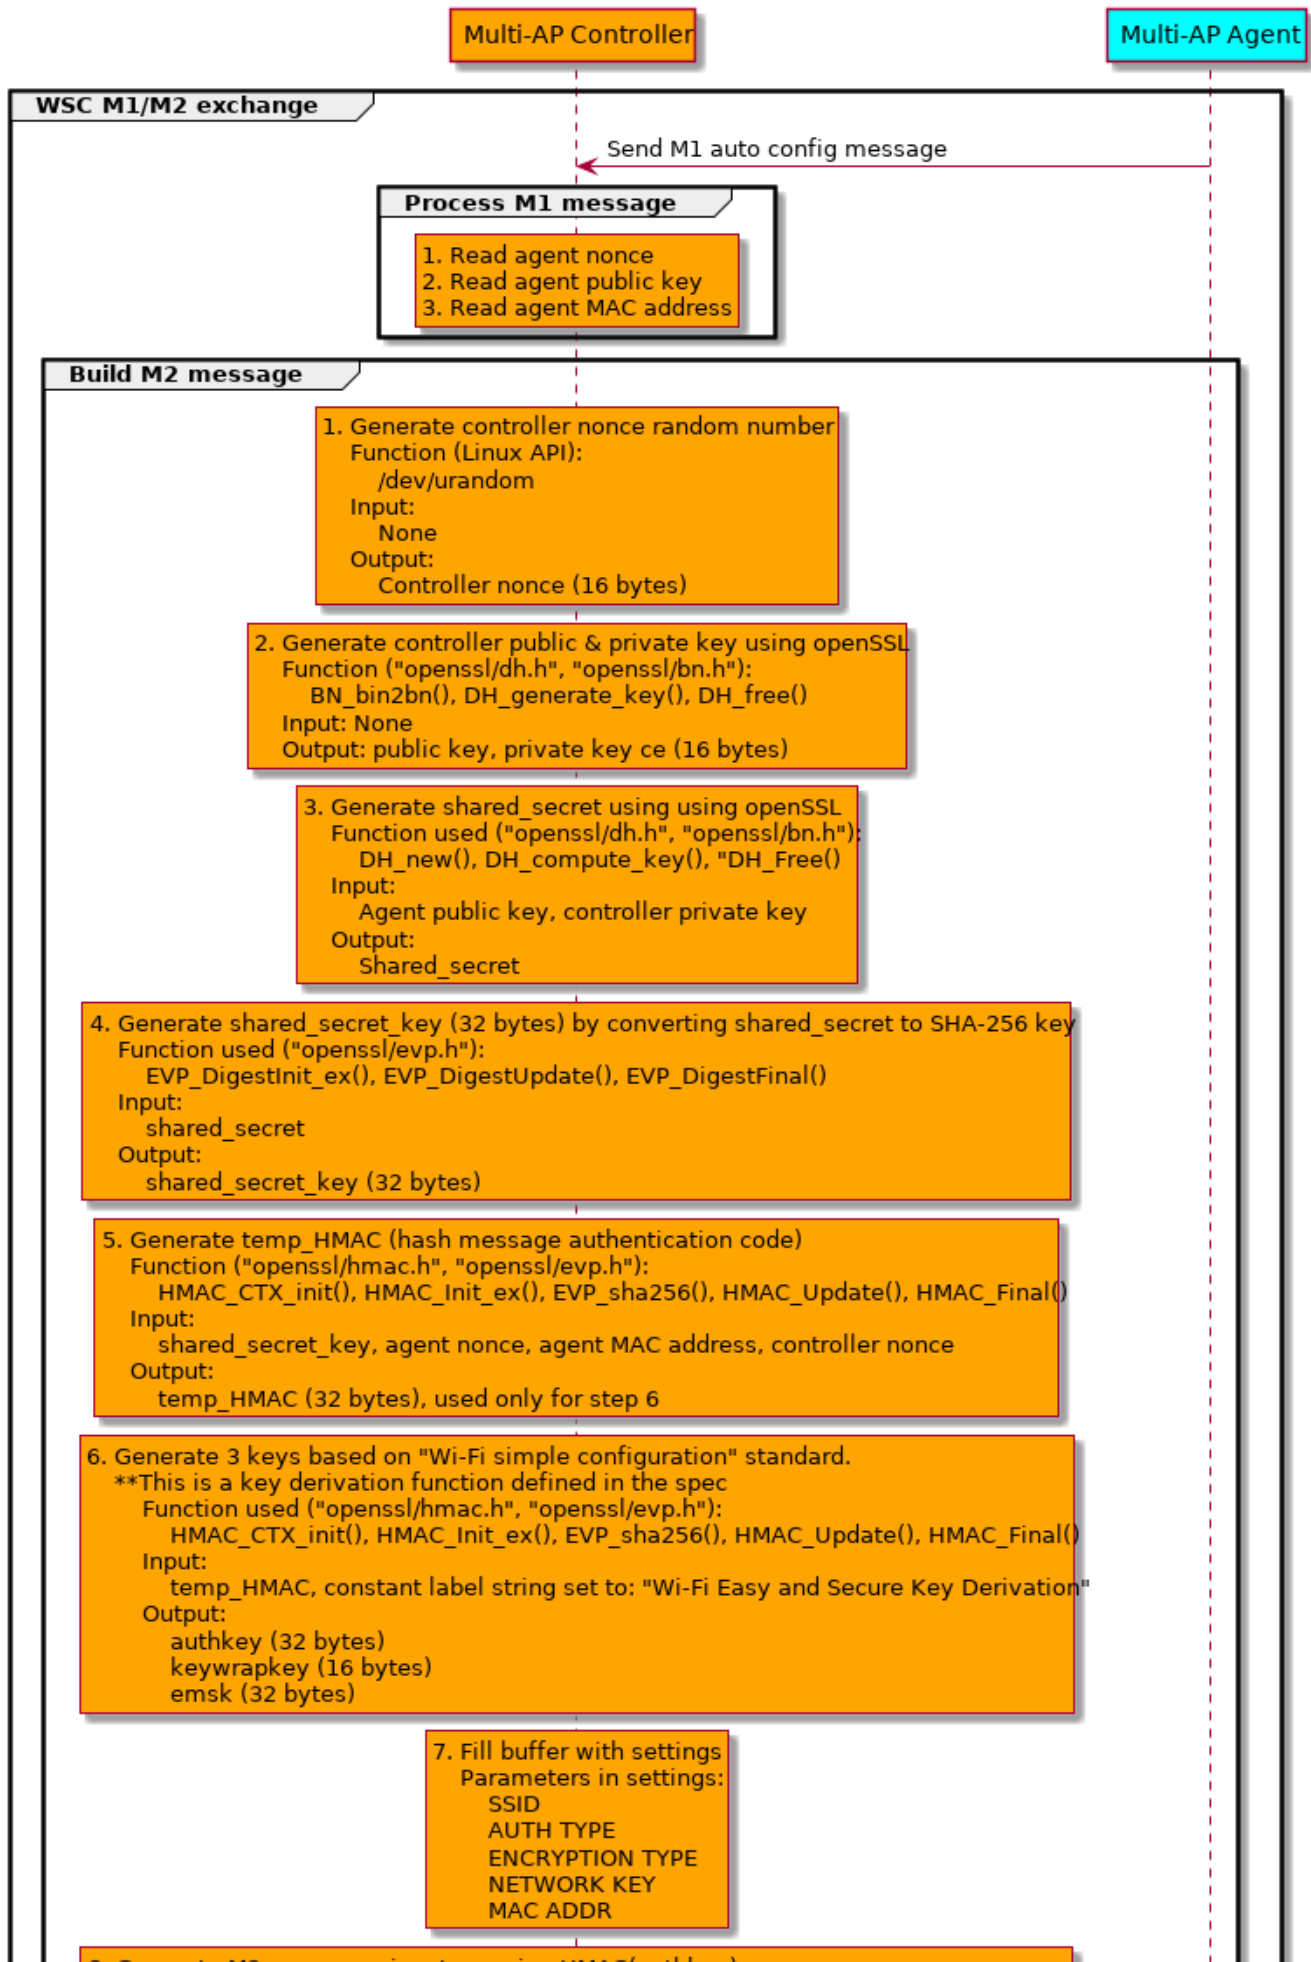 Multi-AP Controller
Multi-AP Agent
WSC M1/M2 exchange
Send M1 auto config message
Process M1 message
1. Read agent nonce
2. Read agent public key
3. Read agent MAC address
Build M2 message
1. Generate controller nonce random number
Function (Linux API):
/dev/urandom
Input:
None
Output:
Controller nonce (16 bytes)
2. Generate controller public & private key using openSSL
Function ("openssl/dh.h", "openssl/bn.h"):
BN_bin2bn(), DH_generate_key(), DH_free()
Input: None
Output: public key, private key ce (16 bytes)
3. Generate shared_secret using using openSSL
Function used ("openssl/dh.h", "openssl/bn.h"):
DH_new(), DH_compute_key(), "DH_Free()
Input:
Agent public key, controller private key
Output:
Shared_secret
4. Generate shared_secret_key (32 bytes) by converting shared_secret to SHA-256 key
Function used ("openssl/evp.h"):
EVP_DigestInit_ex(), EVP_DigestUpdate(), EVP_DigestFinal()
Input:
shared_secret
Output:
shared_secret_key (32 bytes)
5. Generate temp_HMAC (hash message authentication code)
Function ("openssl/hmac.h", "openssl/evp.h"):
HMAC_CTX_init(), HMAC_Init_ex(), EVP_sha256(), HMAC_Update(), HMAC_Final()
Input:
shared_secret_key, agent nonce, agent MAC address, controller nonce
Output:
temp_HMAC (32 bytes), used only for step 6
6. Generate 3 keys based on "Wi-Fi simple configuration" standard.
**This is a key derivation function defined in the spec
Function used ("openssl/hmac.h", "openssl/evp.h"):
HMAC_CTX_init(), HMAC_Init_ex(), EVP_sha256(), HMAC_Update(), HMAC_Final()
Input:
temp_HMAC, constant label string set to: "Wi-Fi Easy and Secure Key Derivation"
Output:
authkey (32 bytes)
keywrapkey (16 bytes)
emsk (32 bytes)
7. Fill buffer with settings
Parameters in settings:
SSID
AUTH TYPE
ENCRYPTION TYPE
NETWORK KEY
MAC ADDR